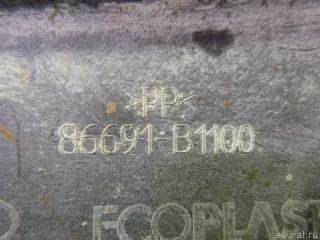 >PP<
86691-B1100
ECOPLAST
eaural.ru